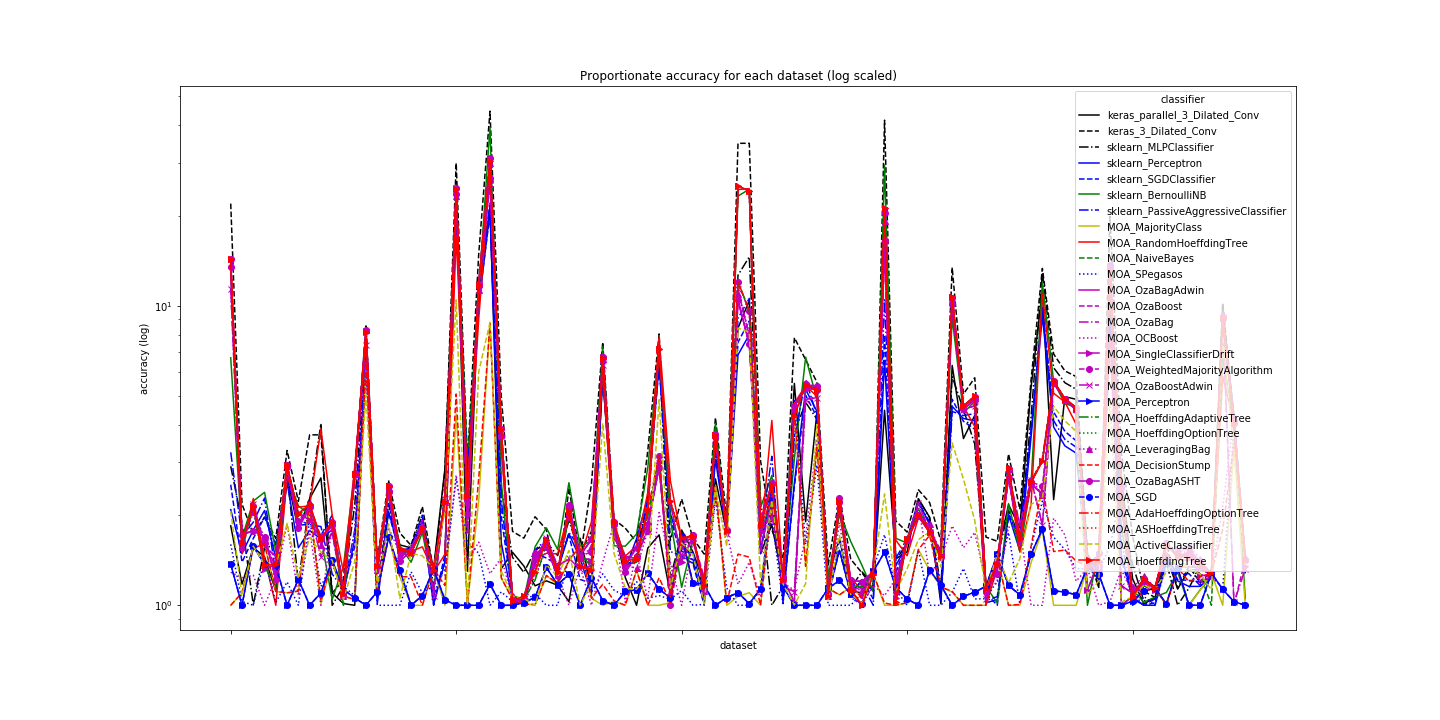 Proportionate accuracy for each dataset (log scaled)
classifier
keras_parallel_3_Dilated_Conv
keras_3_Dilated_Conv
sklearn_MLPClassifier
sklearn_Perceptron
sklearn_SGDClassifier
sklearn_BernoulliNB
sklearn_PassiveAggressiveClassifier
MOA_MajorityClass
MOA_RandomHoeffdingTree
MOA_NaiveBayes
MOA_SPegasos
MOA_OzaBagAdwin
MOA_OzaBoost
MOA_OzaBag
MOA_OCBoost
MOA_SingleClassifierDrift
MOA_WeightedMajorityAlgorithm
MOA_OzaBoostAdwin
MOA_Perceptron
MOA_HoeffdingAdaptiveTree
MOA_HoeffdingOptionTree
MOA_LeveragingBag
MOA_DecisionStump
MOA_OzaBagASHT
MOA_SGD
MOA_AdaHoeffdingOptionTree
MOA_ASHoeffdingTree
MOA_ActiveClassifier
MOA_HoeffdingTree
10¹
10⁰
accuracy (log)
dataset